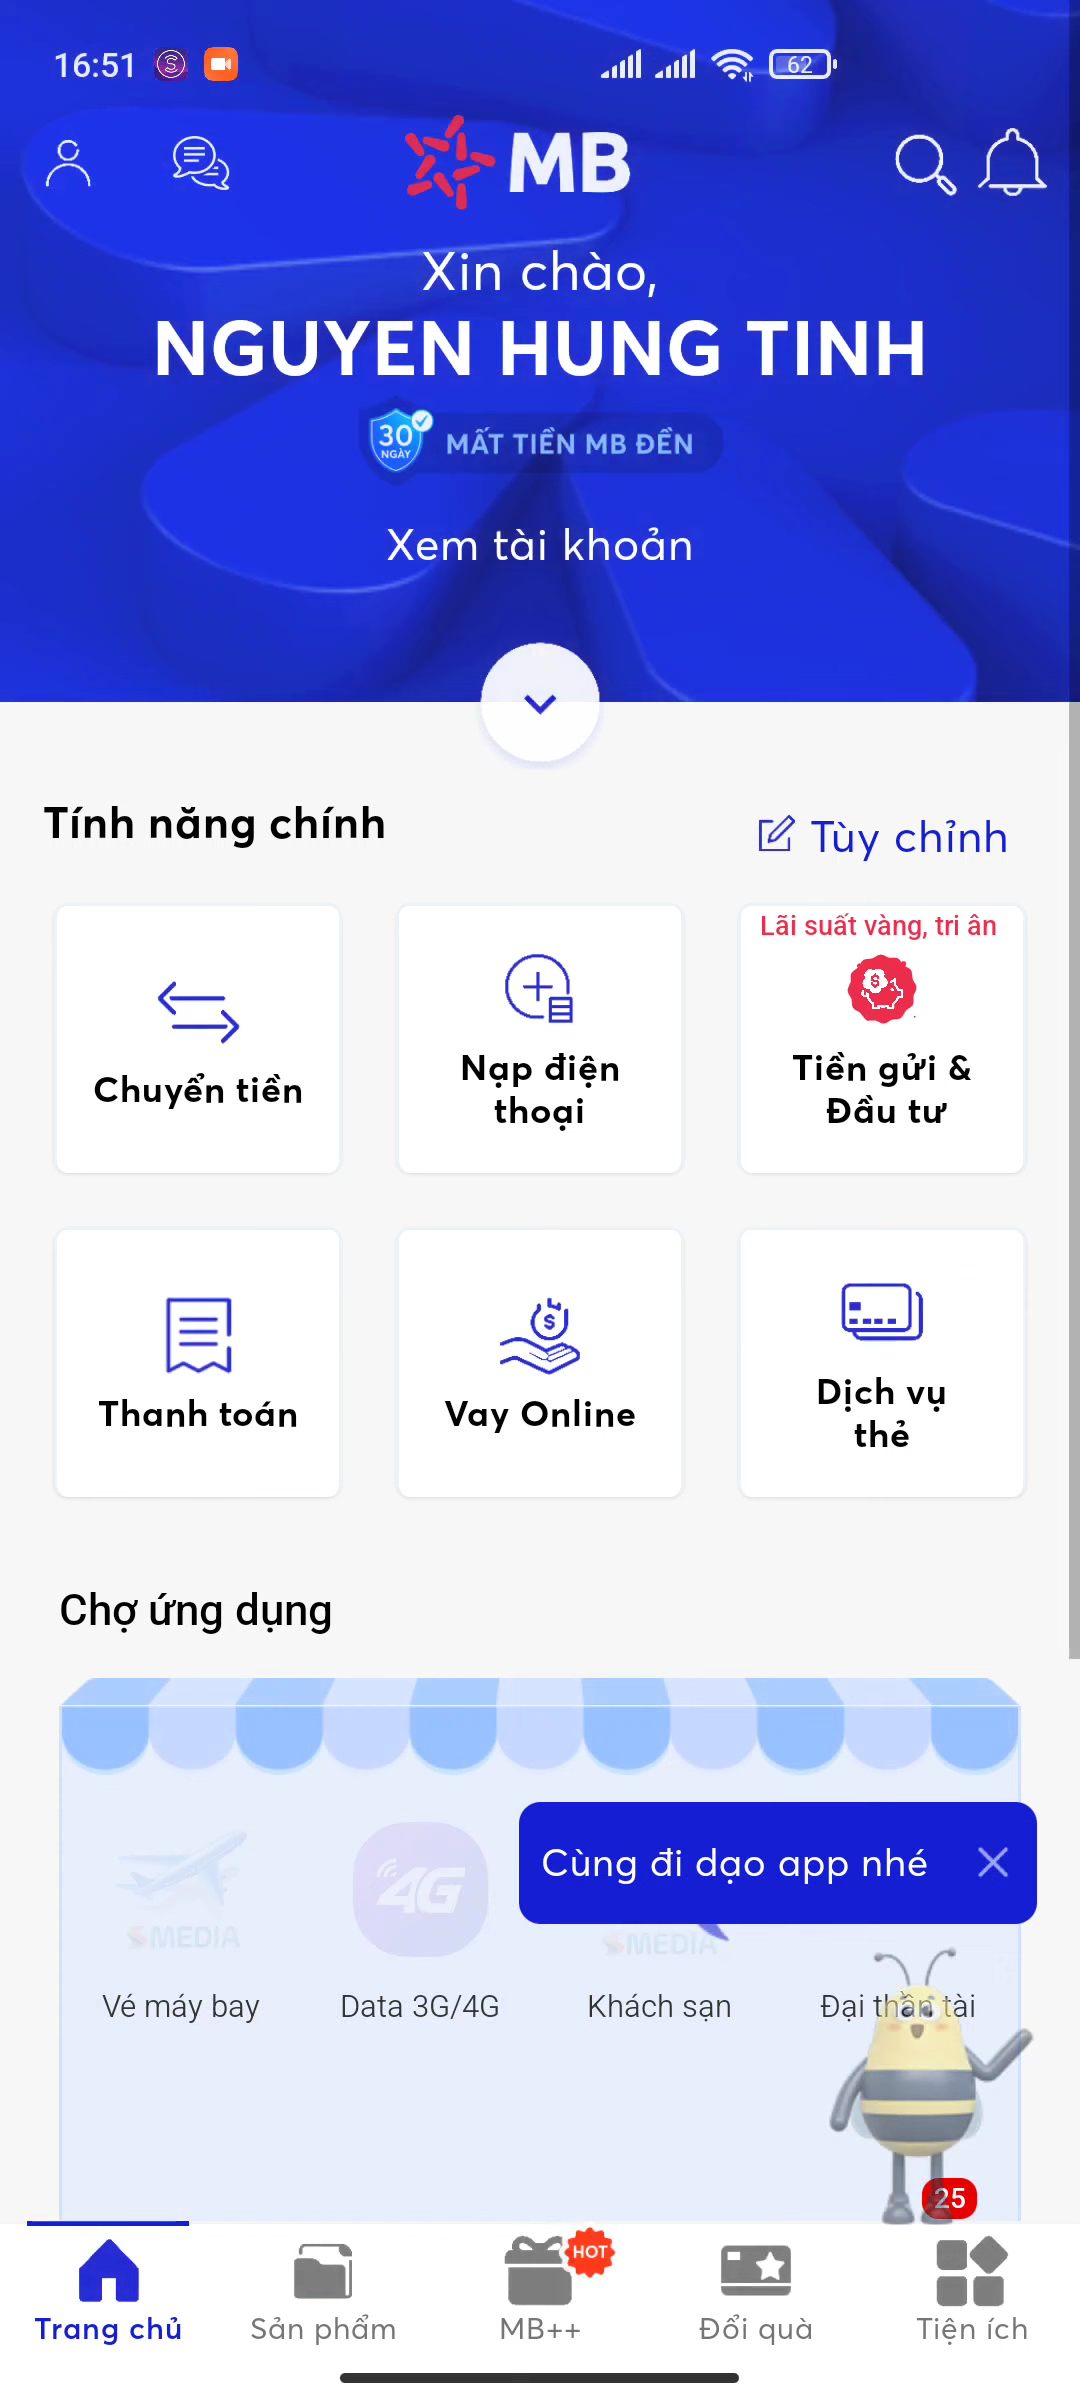 16:51
62
MB
Xin chào,
NGUYEN HUNG TINH
30
NGÀY
MẤT TIỀN MB ĐỀN
Xem tài khoản
Tính năng chính
Tùy chỉnh
Chuyển tiền
Nạp điện
thoại
Lãi suất vàng, tri ân
Tiền gửi &
Đầu tư
Thanh toán
Vay Online
Dịch vụ
thẻ
Chợ ứng dụng
Cùng đi dạo app nhé
SMEDIA
4G
SMEDIA
Vé máy bay
Data 3G/4G
Khách sạn
Đại thần tài
25
HOT
Trang chủ
Sản phẩm
MB++
Đổi quà
Tiện ích